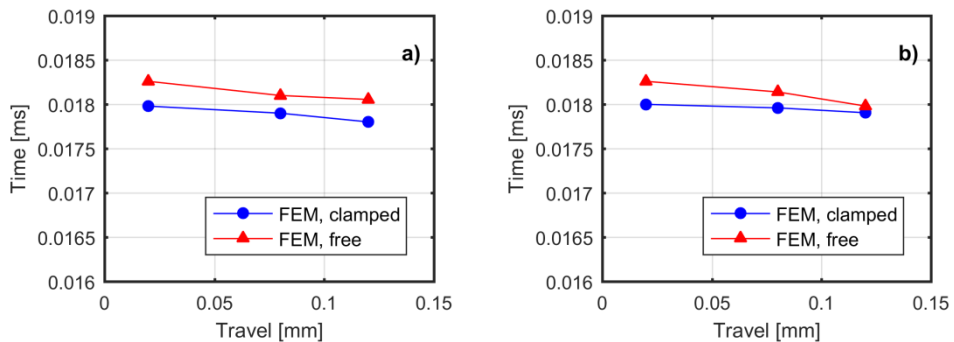 0.019
0.0185
0.018
0.0175
0.017
0.0165
0.016
Time [ms]
a)
FEM, clamped
FEM, free
0
0.05
0.1
0.15
Travel [mm]
0.019
0.0185
0.018
0.0175
0.017
0.0165
0.016
Time [ms]
b)
FEM, clamped
FEM, free
0
0.05
0.1
0.15
Travel [mm]